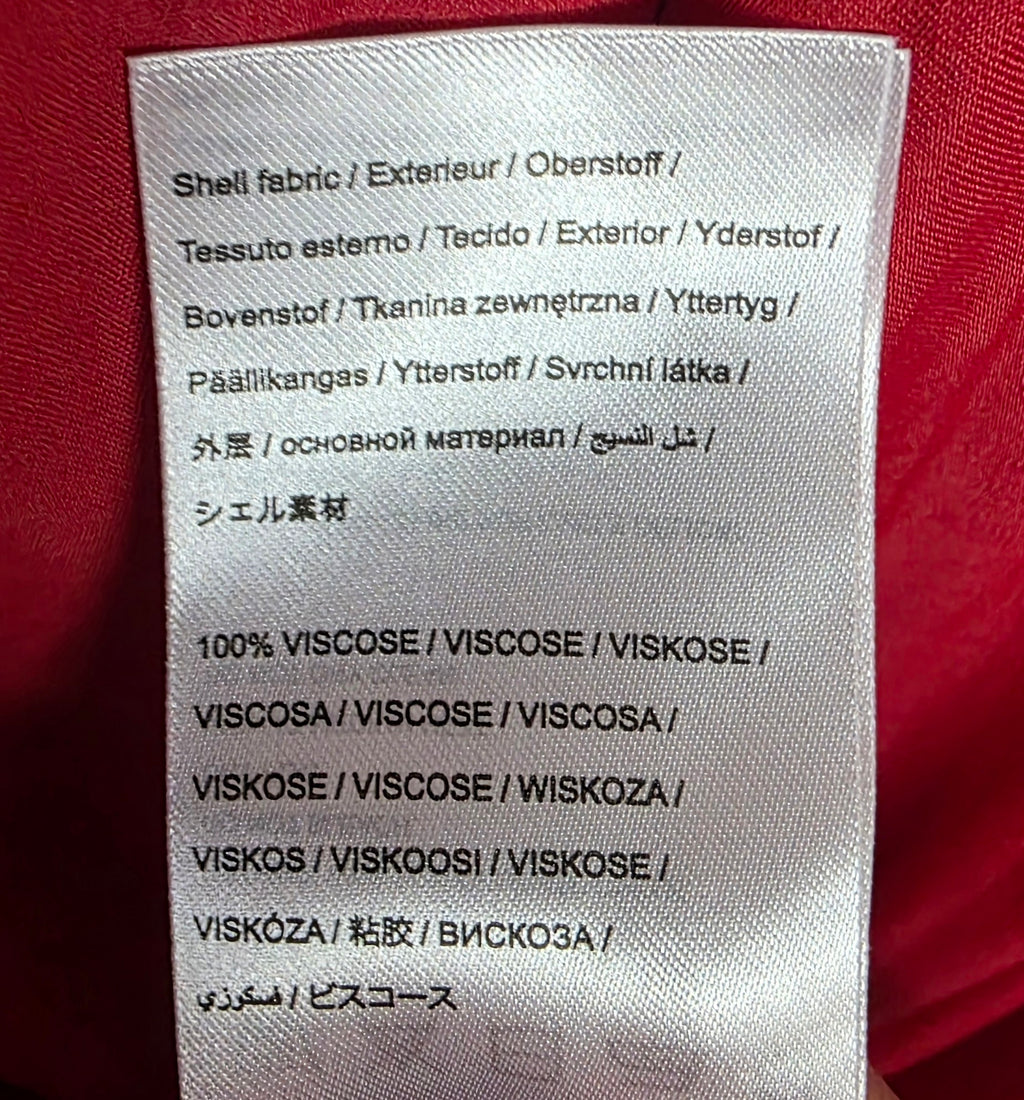 Shell fabric / Exterieur / Oberstoff /
Tessuto esterno / Tecido / Exterior / Yderstof /
Bovenstof / Tkanina zewnętrzna / Yttertyg /
Päällikangas / Ytterstoff / Svrchní látka /
外层 / основной материал / شل النسيج /
シェル素材
100% VISCOSE / VISCOSE / VISKOSE /
VISCOSA / VISCOSE / VISCOSA /
VISKOSE / VISCOSE / WISKOZA /
VISKOS / VISKOOSI / VISKOSE /
VISKÓZA / 粘胶 / ВИСКОЗА /
/ ビスコース